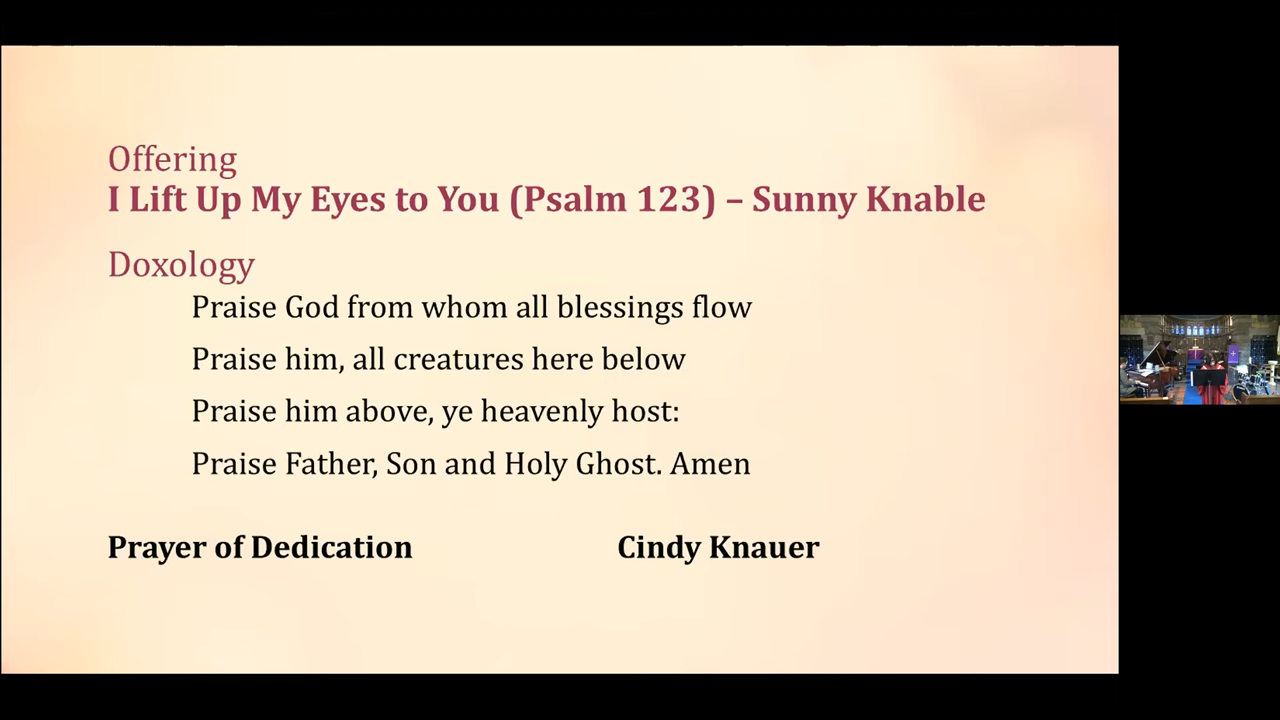 Offering
I Lift Up My Eyes to You (Psalm 123) – Sunny Knable
Doxology
Praise God from whom all blessings flow
Praise him, all creatures here below
Praise him above, ye heavenly host:
Praise Father, Son and Holy Ghost. Amen
Prayer of Dedication Cindy Knauer